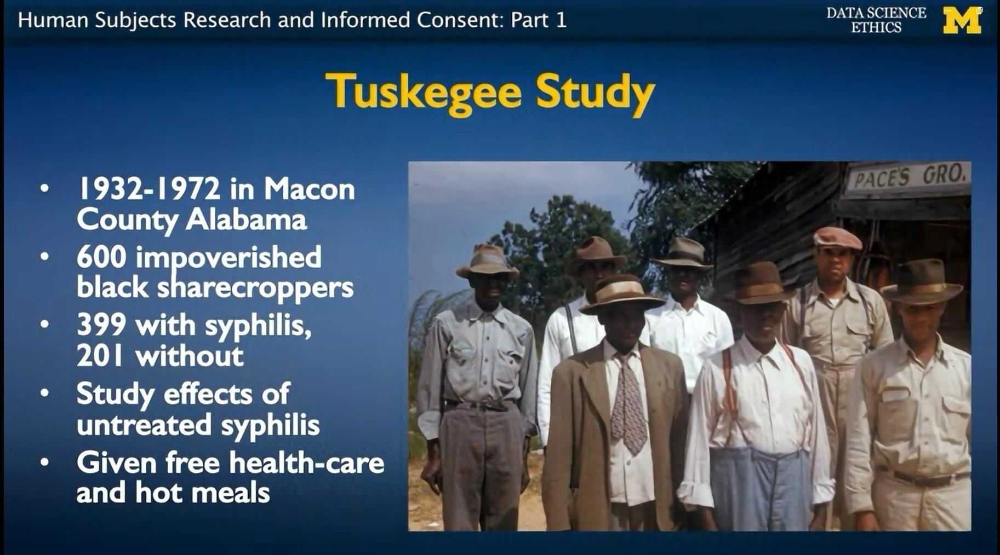 Human Subjects Research and Informed Consent: Part 1
DATA SCIENCE
ETHICS
M
Tuskegee Study
• 1932-1972 in Macon
County Alabama
• 600 impoverished
black sharecroppers
• 399 with syphilis,
201 without
• Study effects of
untreated syphilis
• Given free health-care
and hot meals
PACE'S GRO.